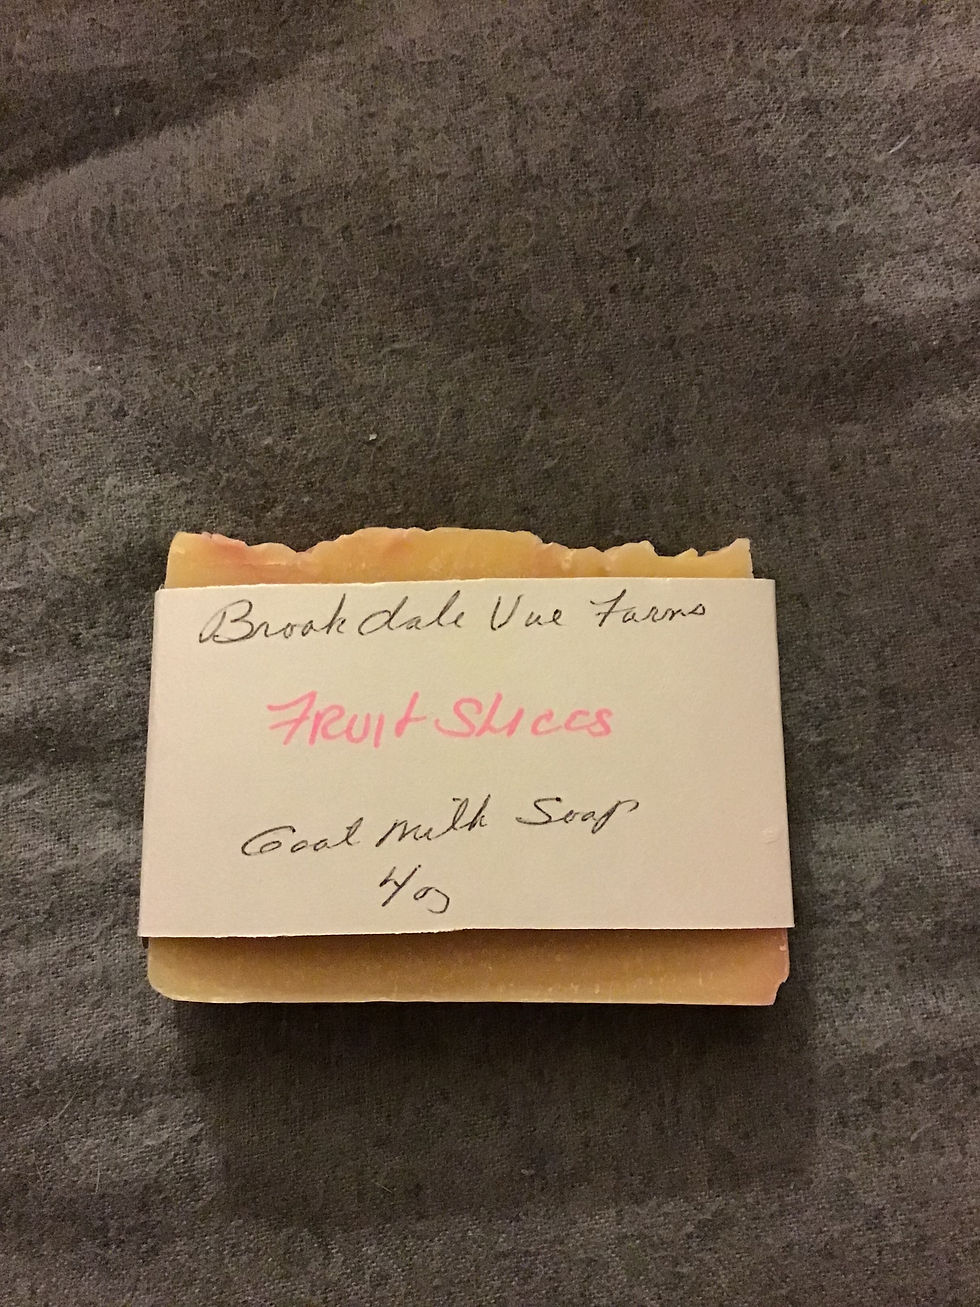 Brookdale Vue Farms
FRUIT SLICES
Goat Milk Soap
4oz